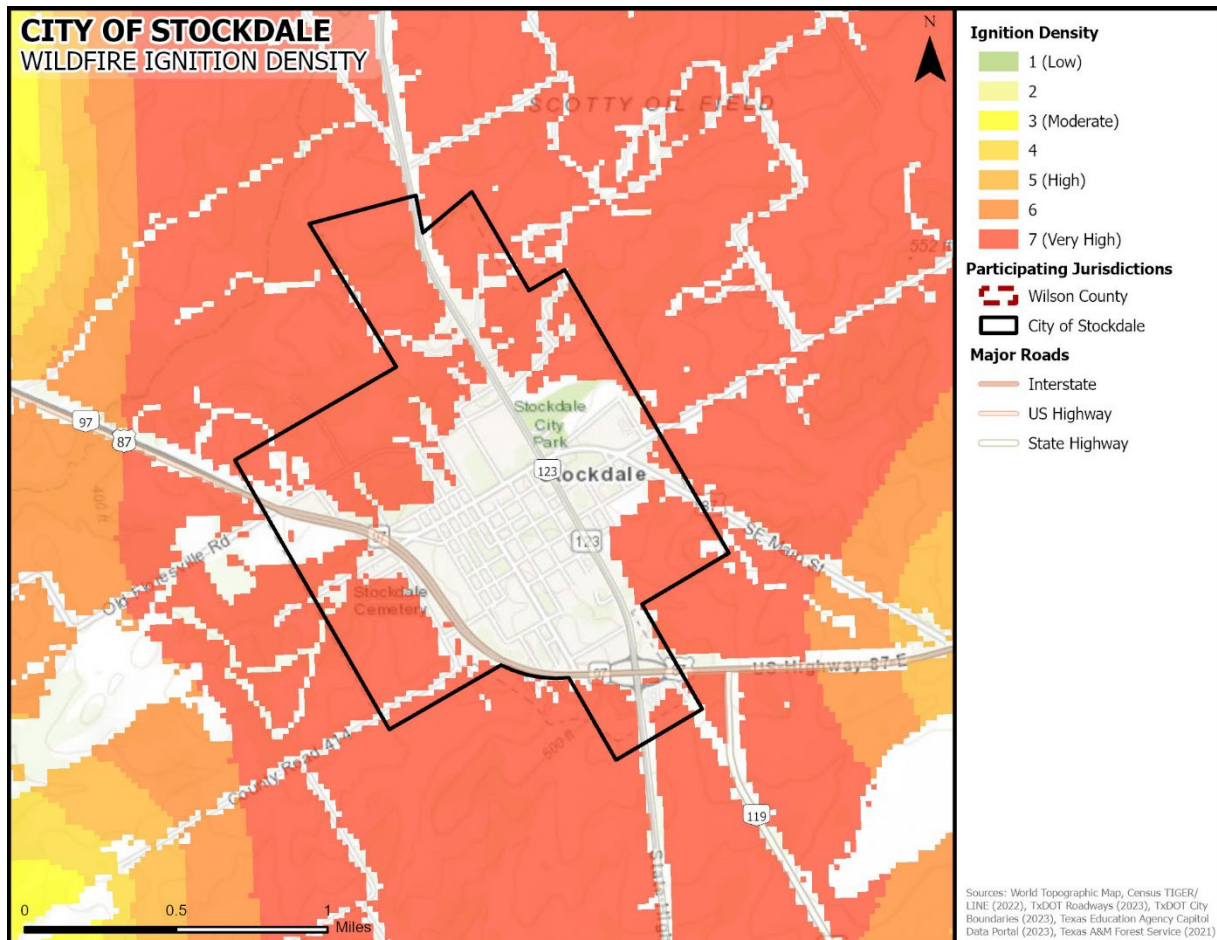 CITY OF STOCKDALE
WILDFIRE IGNITION DENSITY
N
SCOTTY OIL FIELD
552 ft
97
87
400 ft
Stockdale
City
Park
123
Stockdale
87
123
SE Main St
Old Floresville Rd
87
Stockdale
Cemetery
US Highway 87 E
87
500 ft
County Road 414
119
0
0.5
1
Miles
Ignition Density
1 (Low)
2
3 (Moderate)
4
5 (High)
6
7 (Very High)
Participating Jurisdictions
Wilson County
City of Stockdale
Major Roads
Interstate
US Highway
State Highway
Sources: World Topographic Map, Census TIGER/
LINE (2022), TxDOT Roadways (2023), TxDOT City
Boundaries (2023), Texas Education Agency Capitol
Data Portal (2023), Texas A&M Forest Service (2021)